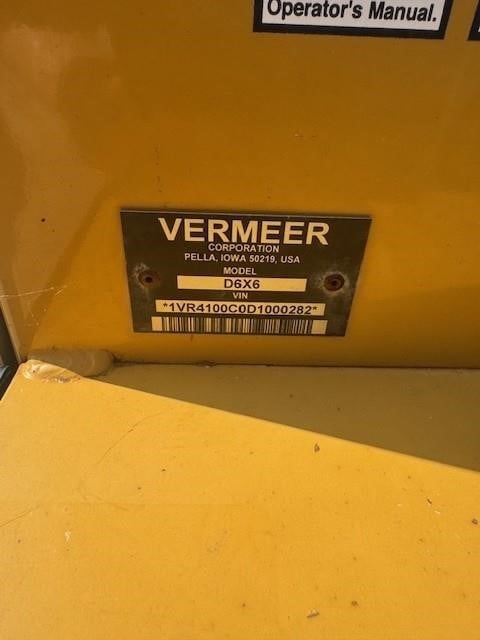 Operator's Manual.
VERMEER
CORPORATION
PELLA, IOWA 50219, USA
MODEL
D6X6
VIN
*1VR4100C0D1000282*